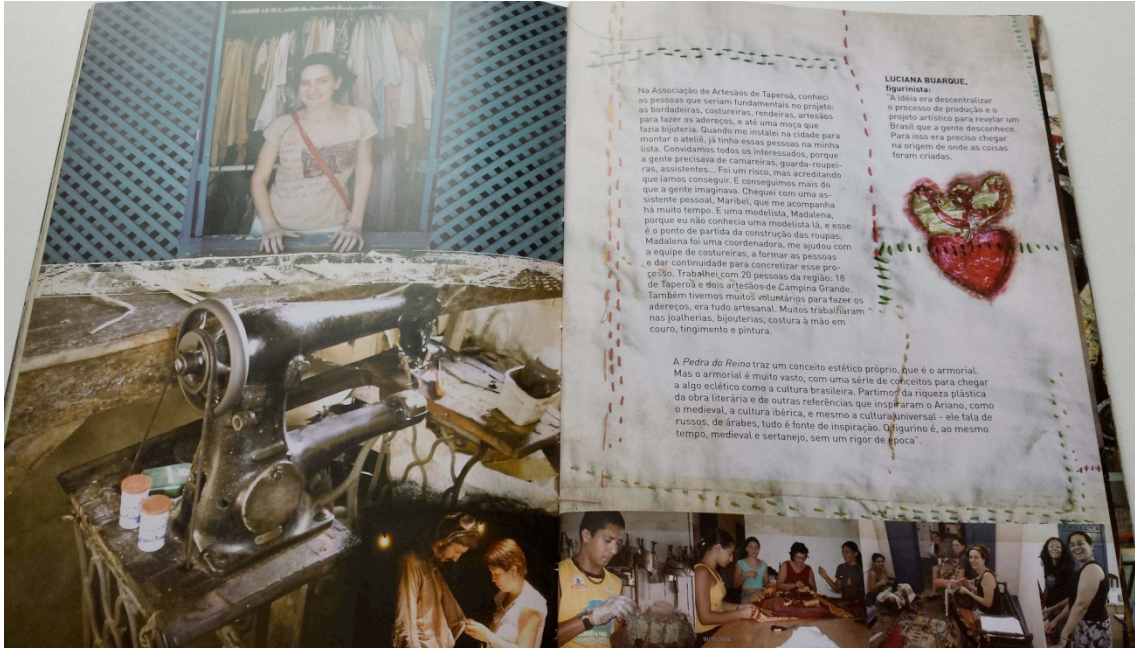 Na Associação de Artesãos de Taperoá, conheci
as pessoas que seriam fundamentais no projeto:
as bordadeiras, costureiras, rendeiras, artesãos
para fazer os adereços, e até uma moça que
fazia bijuteria. Quando me instalei na cidade para
montar o ateliê, já tinha essas pessoas na minha
lista. Convidamos todos os interessados, porque
a gente precisava de camareiras, guarda-roupei-
ras, assistentes... Foi um risco, mas acreditando
que íamos conseguir. E conseguimos mais do
que a gente imaginava. Cheguei com uma as-
sistente pessoal, Maribel, que me acompanha
há muito tempo. E uma modelista, Madalena,
porque eu não conhecia uma modelista lá, e esse
é o ponto de partida da construção das roupas.
Madalena foi uma coordenadora, me ajudou com
a equipe de costureiras, a formar as pessoas
e dar continuidade para concretizar esse pro-
cesso. Trabalhei com 20 pessoas da região: 18
de Taperoá e dois artesãos de Campina Grande.
Também tivemos muitos voluntários para fazer os
adereços, era tudo artesanal. Muitos trabalharam
nas joalherias, bijouterias, costura à mão em
couro, tingimento e pintura.
LUCIANA BUARQUE,
figurinista:
"A idéia era descentralizar
o processo de produção e o
projeto artístico para revelar um
Brasil que a gente desconhece.
Para isso era preciso chegar
na origem de onde as coisas
foram criadas.
A Pedra do Reino traz um conceito estético próprio, que é o armorial.
Mas o armorial é muito vasto, com uma série de conceitos para chegar
a algo eclético como a cultura brasileira. Partimos da riqueza plástica
da obra literária e de outras referências que inspiraram o Ariano, como
o medieval, a cultura ibérica, e mesmo a cultura universal - ele fala de
russos, de árabes, tudo é fonte de inspiração. O figurino é, ao mesmo
tempo, medieval e sertanejo, sem um rigor de época".